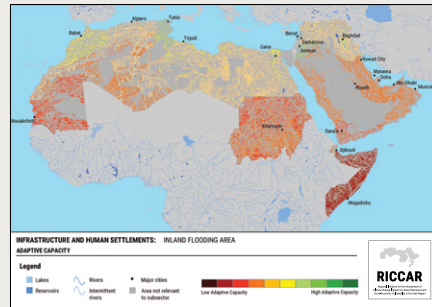 Algiers
Tunis
Rabat
Tripoli
Beirut
Damascus
Baghdad
Amman
Cairo
Kuwait City
Manama
Doha
Abu Dhabi
Riyadh
Muscat
Nouakchott
Khartoum
Sana'a
Djibouti
Mogadishu
INFRASTRUCTURE AND HUMAN SETTLEMENTS: INLAND FLOODING AREA
ADAPTIVE CAPACITY
Legend
Lakes
Rivers
Major cities
Reservoirs
Intermittent rivers
Area not relevant to subsector
Low Adaptive Capacity
High Adaptive Capacity
RICCAR